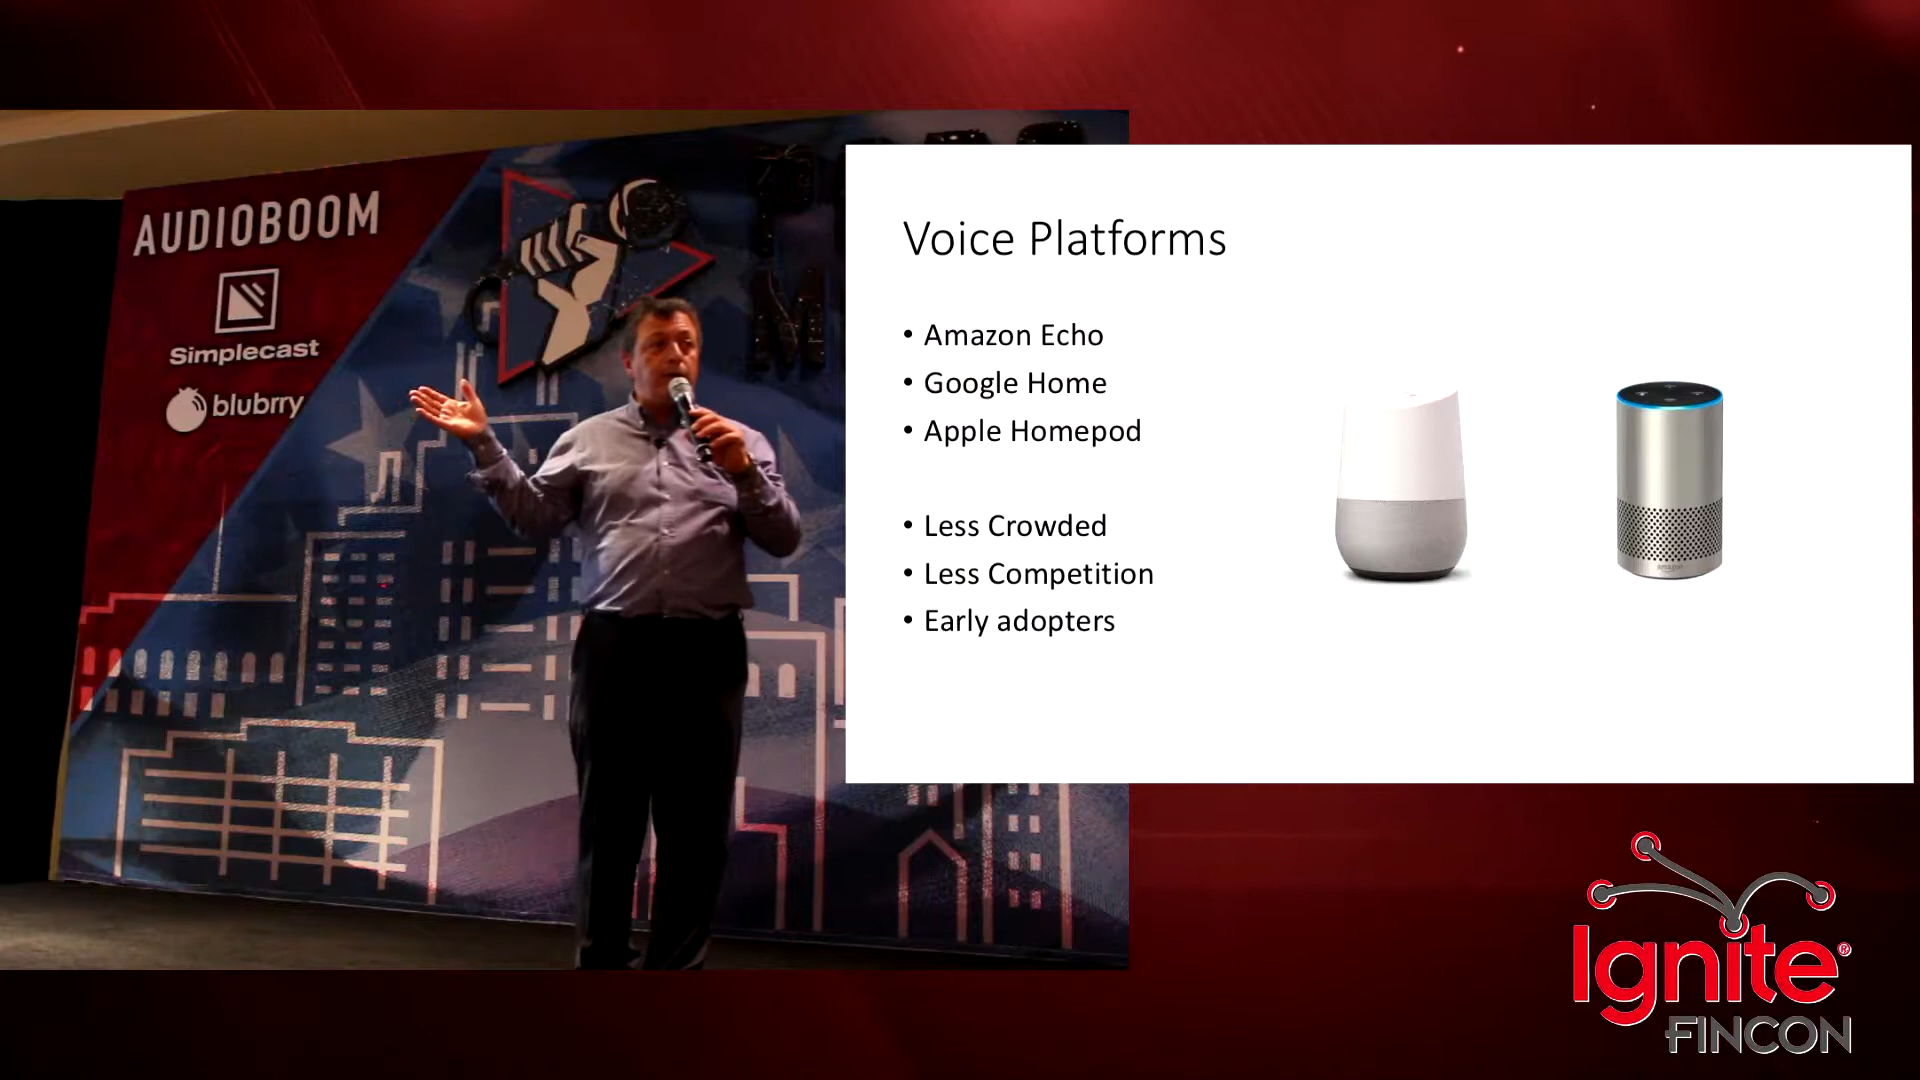 AUDIOBOOM
Simplecast
blubrry
Voice Platforms
• Amazon Echo
• Google Home
• Apple Homepod
• Less Crowded
• Less Competition
• Early adopters
amazon
Ignite®
FINCON